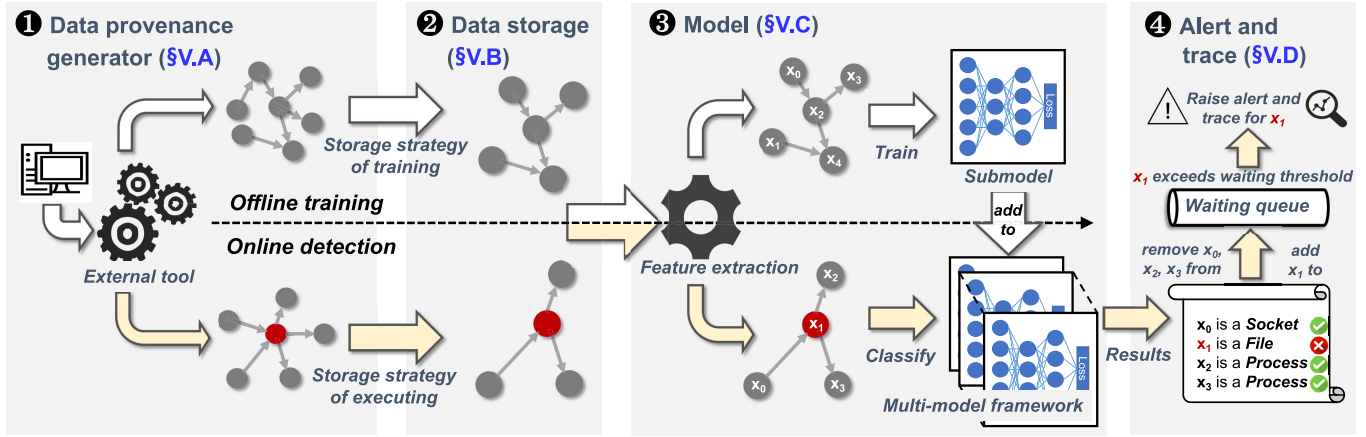 ❶ Data provenance
generator (§V.A)
❷ Data storage
(§V.B)
❸ Model (§V.C)
❹ Alert and
trace (§V.D)
External tool
Storage strategy
of training
Offline training
Online detection
Storage strategy
of executing
Feature extraction
x0
x3
x2
x1
x4
Train
Loss
Submodel
add
to
x2
x1
x0
x3
Classify
Loss
Multi-model framework
Results
Raise alert and
trace for x1
x1 exceeds waiting threshold
Waiting queue
remove x0,
x2, x3 from
add
x1 to
x0 is a Socket
x1 is a File
x2 is a Process
x3 is a Process